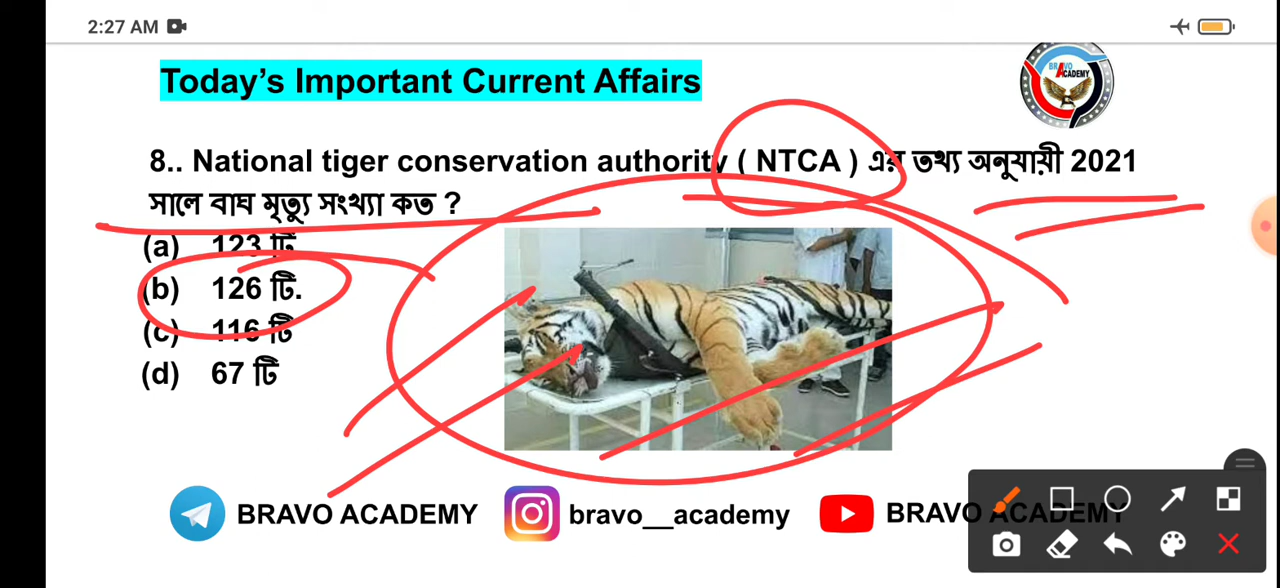 2:27 AM
Today's Important Current Affairs
BRAVO
ACADEMY
8.. National tiger conservation authority ( NTCA ) এর তথ্য অনুযায়ী 2021
সালে বাঘ মৃত্যু সংখ্যা কত ?
(a) 123 টি
(b) 126 টি.
(c) 116 টি
(d) 67 টি
BRAVO ACADEMY
bravo__academy
BRAVO ACADEMY